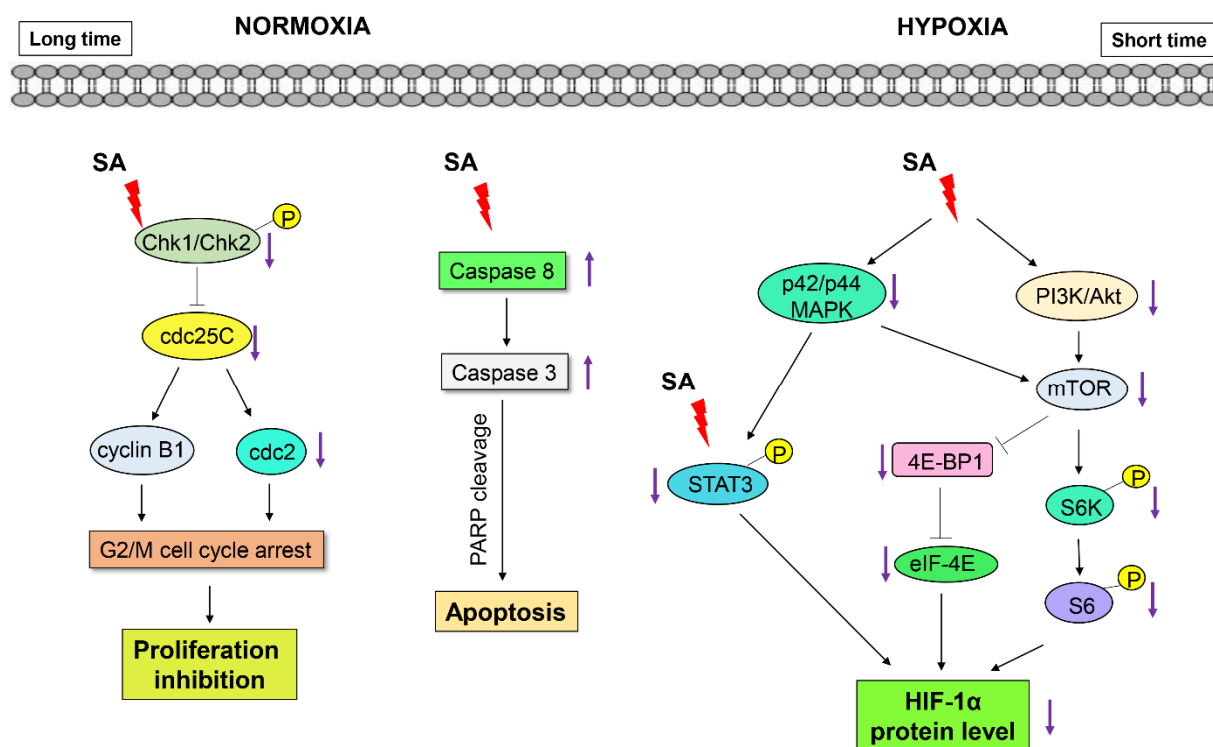 NORMOXIA
HYPOXIA
Long time
Short time
SA
P
Chk1/Chk2
cdc25C
cyclin B1
cdc2
G2/M cell cycle arrest
Proliferation
inhibition
SA
Caspase 8
Caspase 3
PARP cleavage
Apoptosis
SA
p42/p44
MAPK
PI3K/Akt
mTOR
SA
P
STAT3
4E-BP1
eIF-4E
P
S6K
P
S6
HIF-1α
protein level